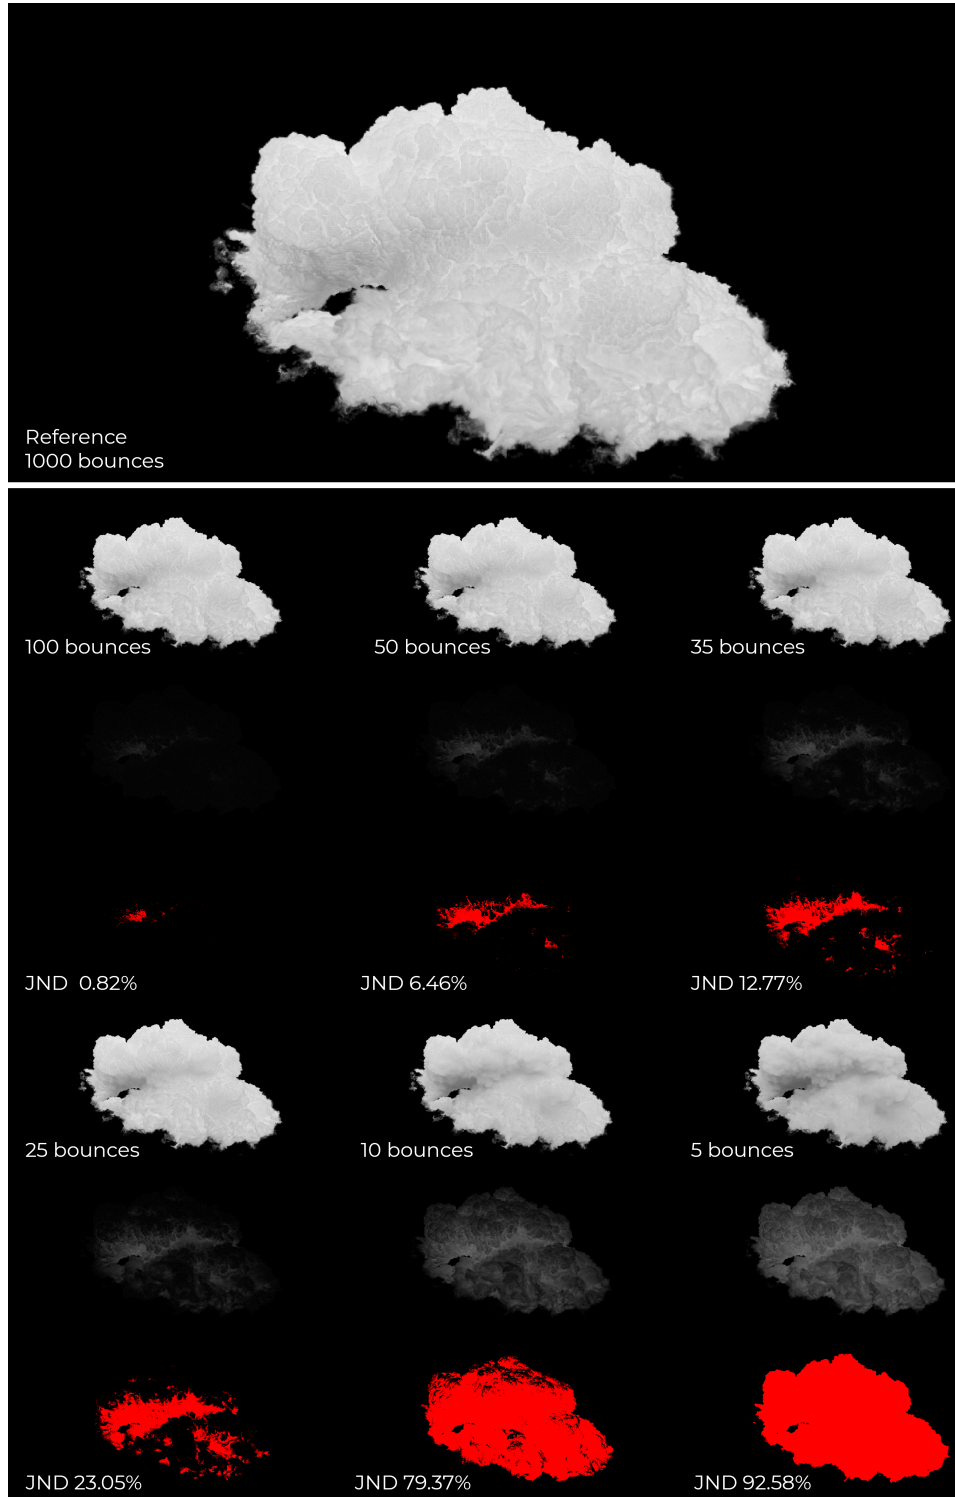 Reference
1000 bounces
100 bounces
50 bounces
35 bounces
JND 0.82%
JND 6.46%
JND 12.77%
25 bounces
10 bounces
5 bounces
JND 23.05%
JND 79.37%
JND 92.58%